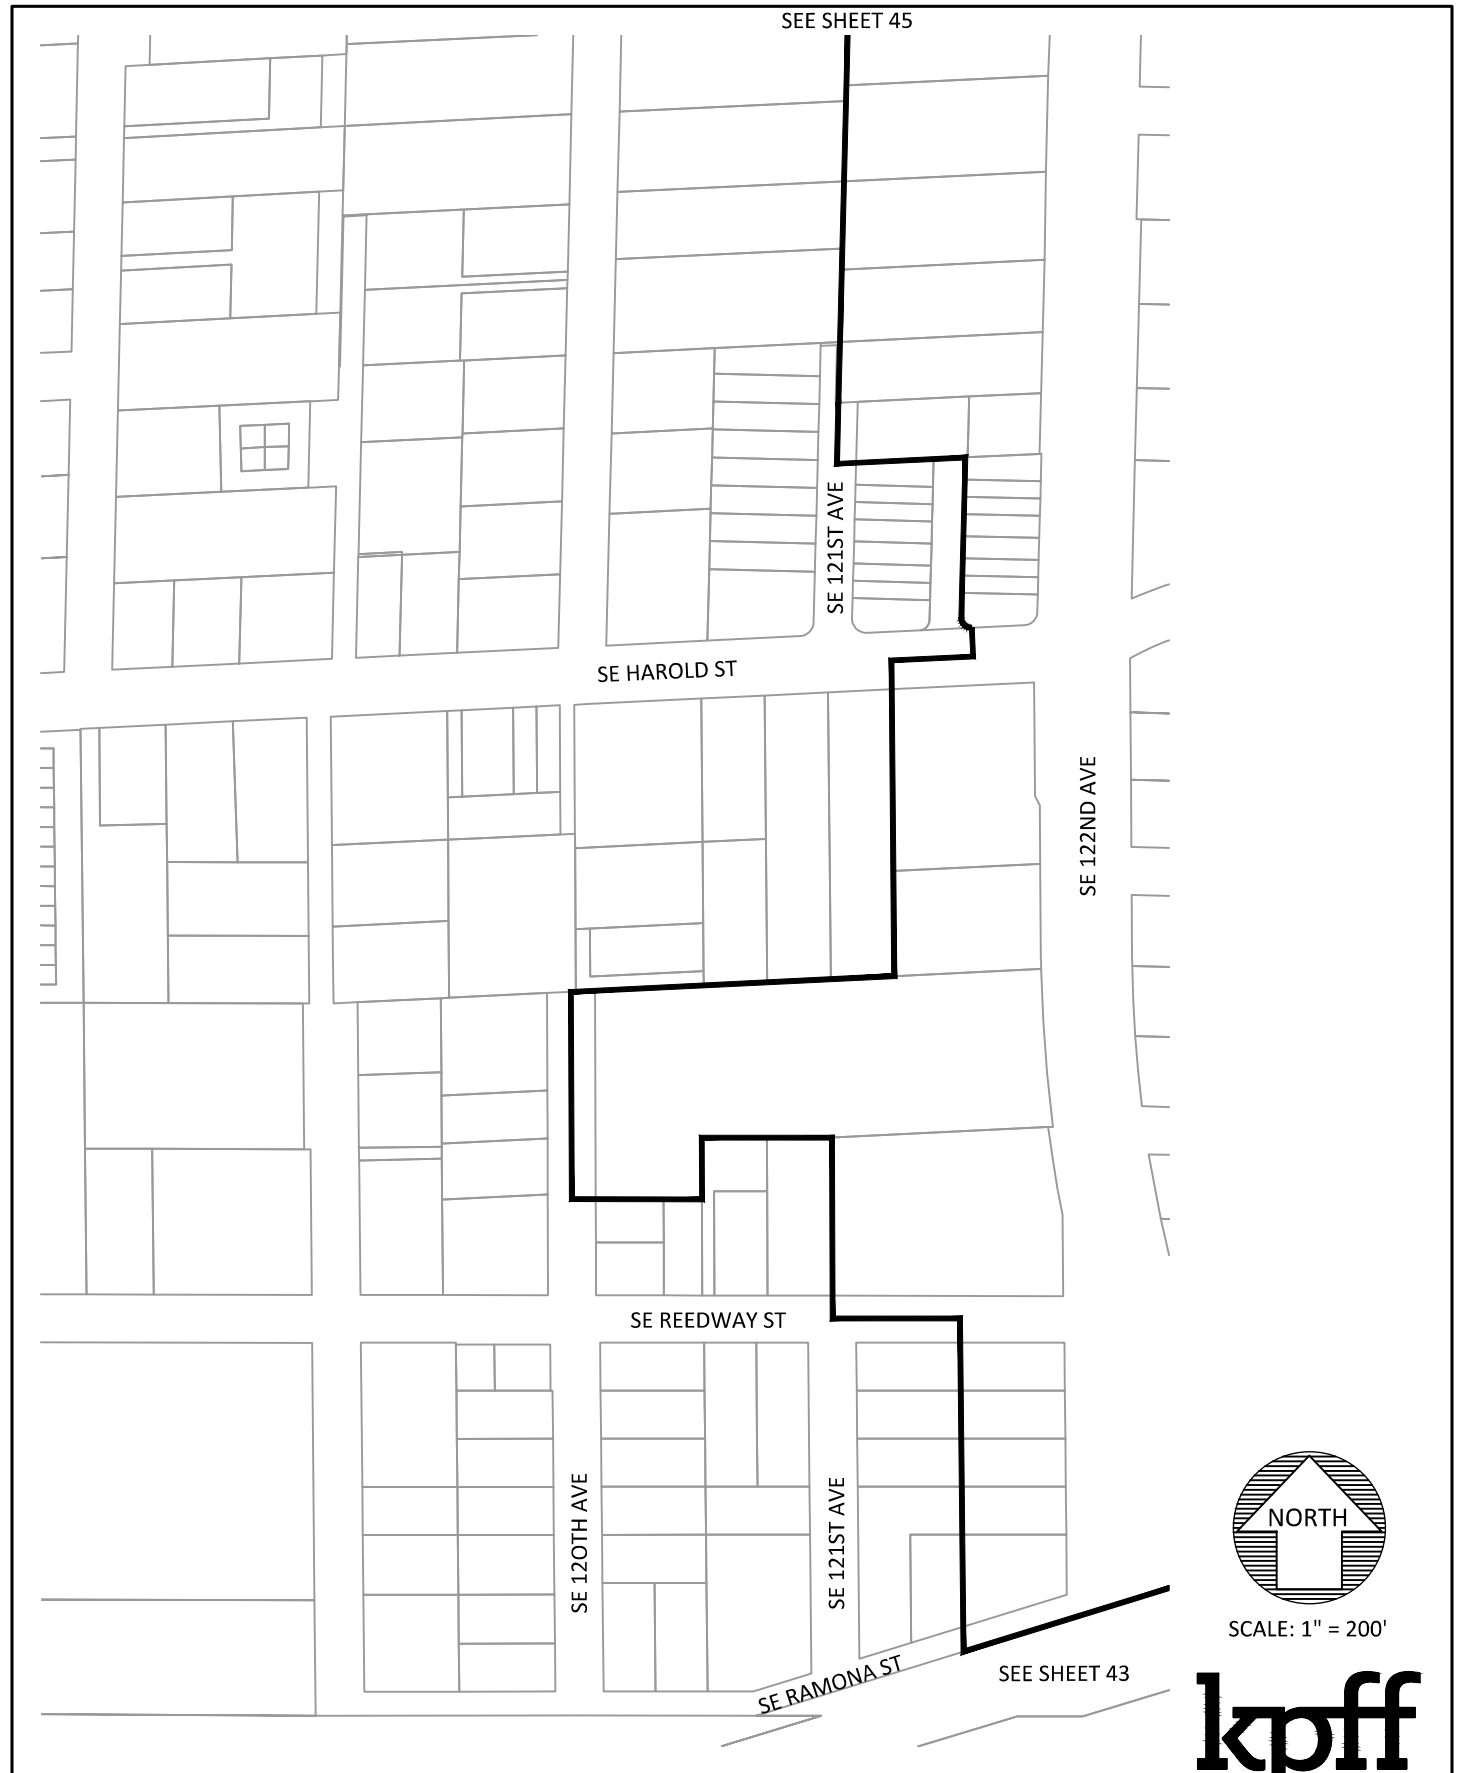 SEE SHEET 45
SE 121ST AVE
SE HAROLD ST
SE 122ND AVE
SE REEDWAY ST
SE 120TH AVE
SE 121ST AVE
NORTH
SCALE: 1" = 200'
SE RAMONA ST
SEE SHEET 43
kpff